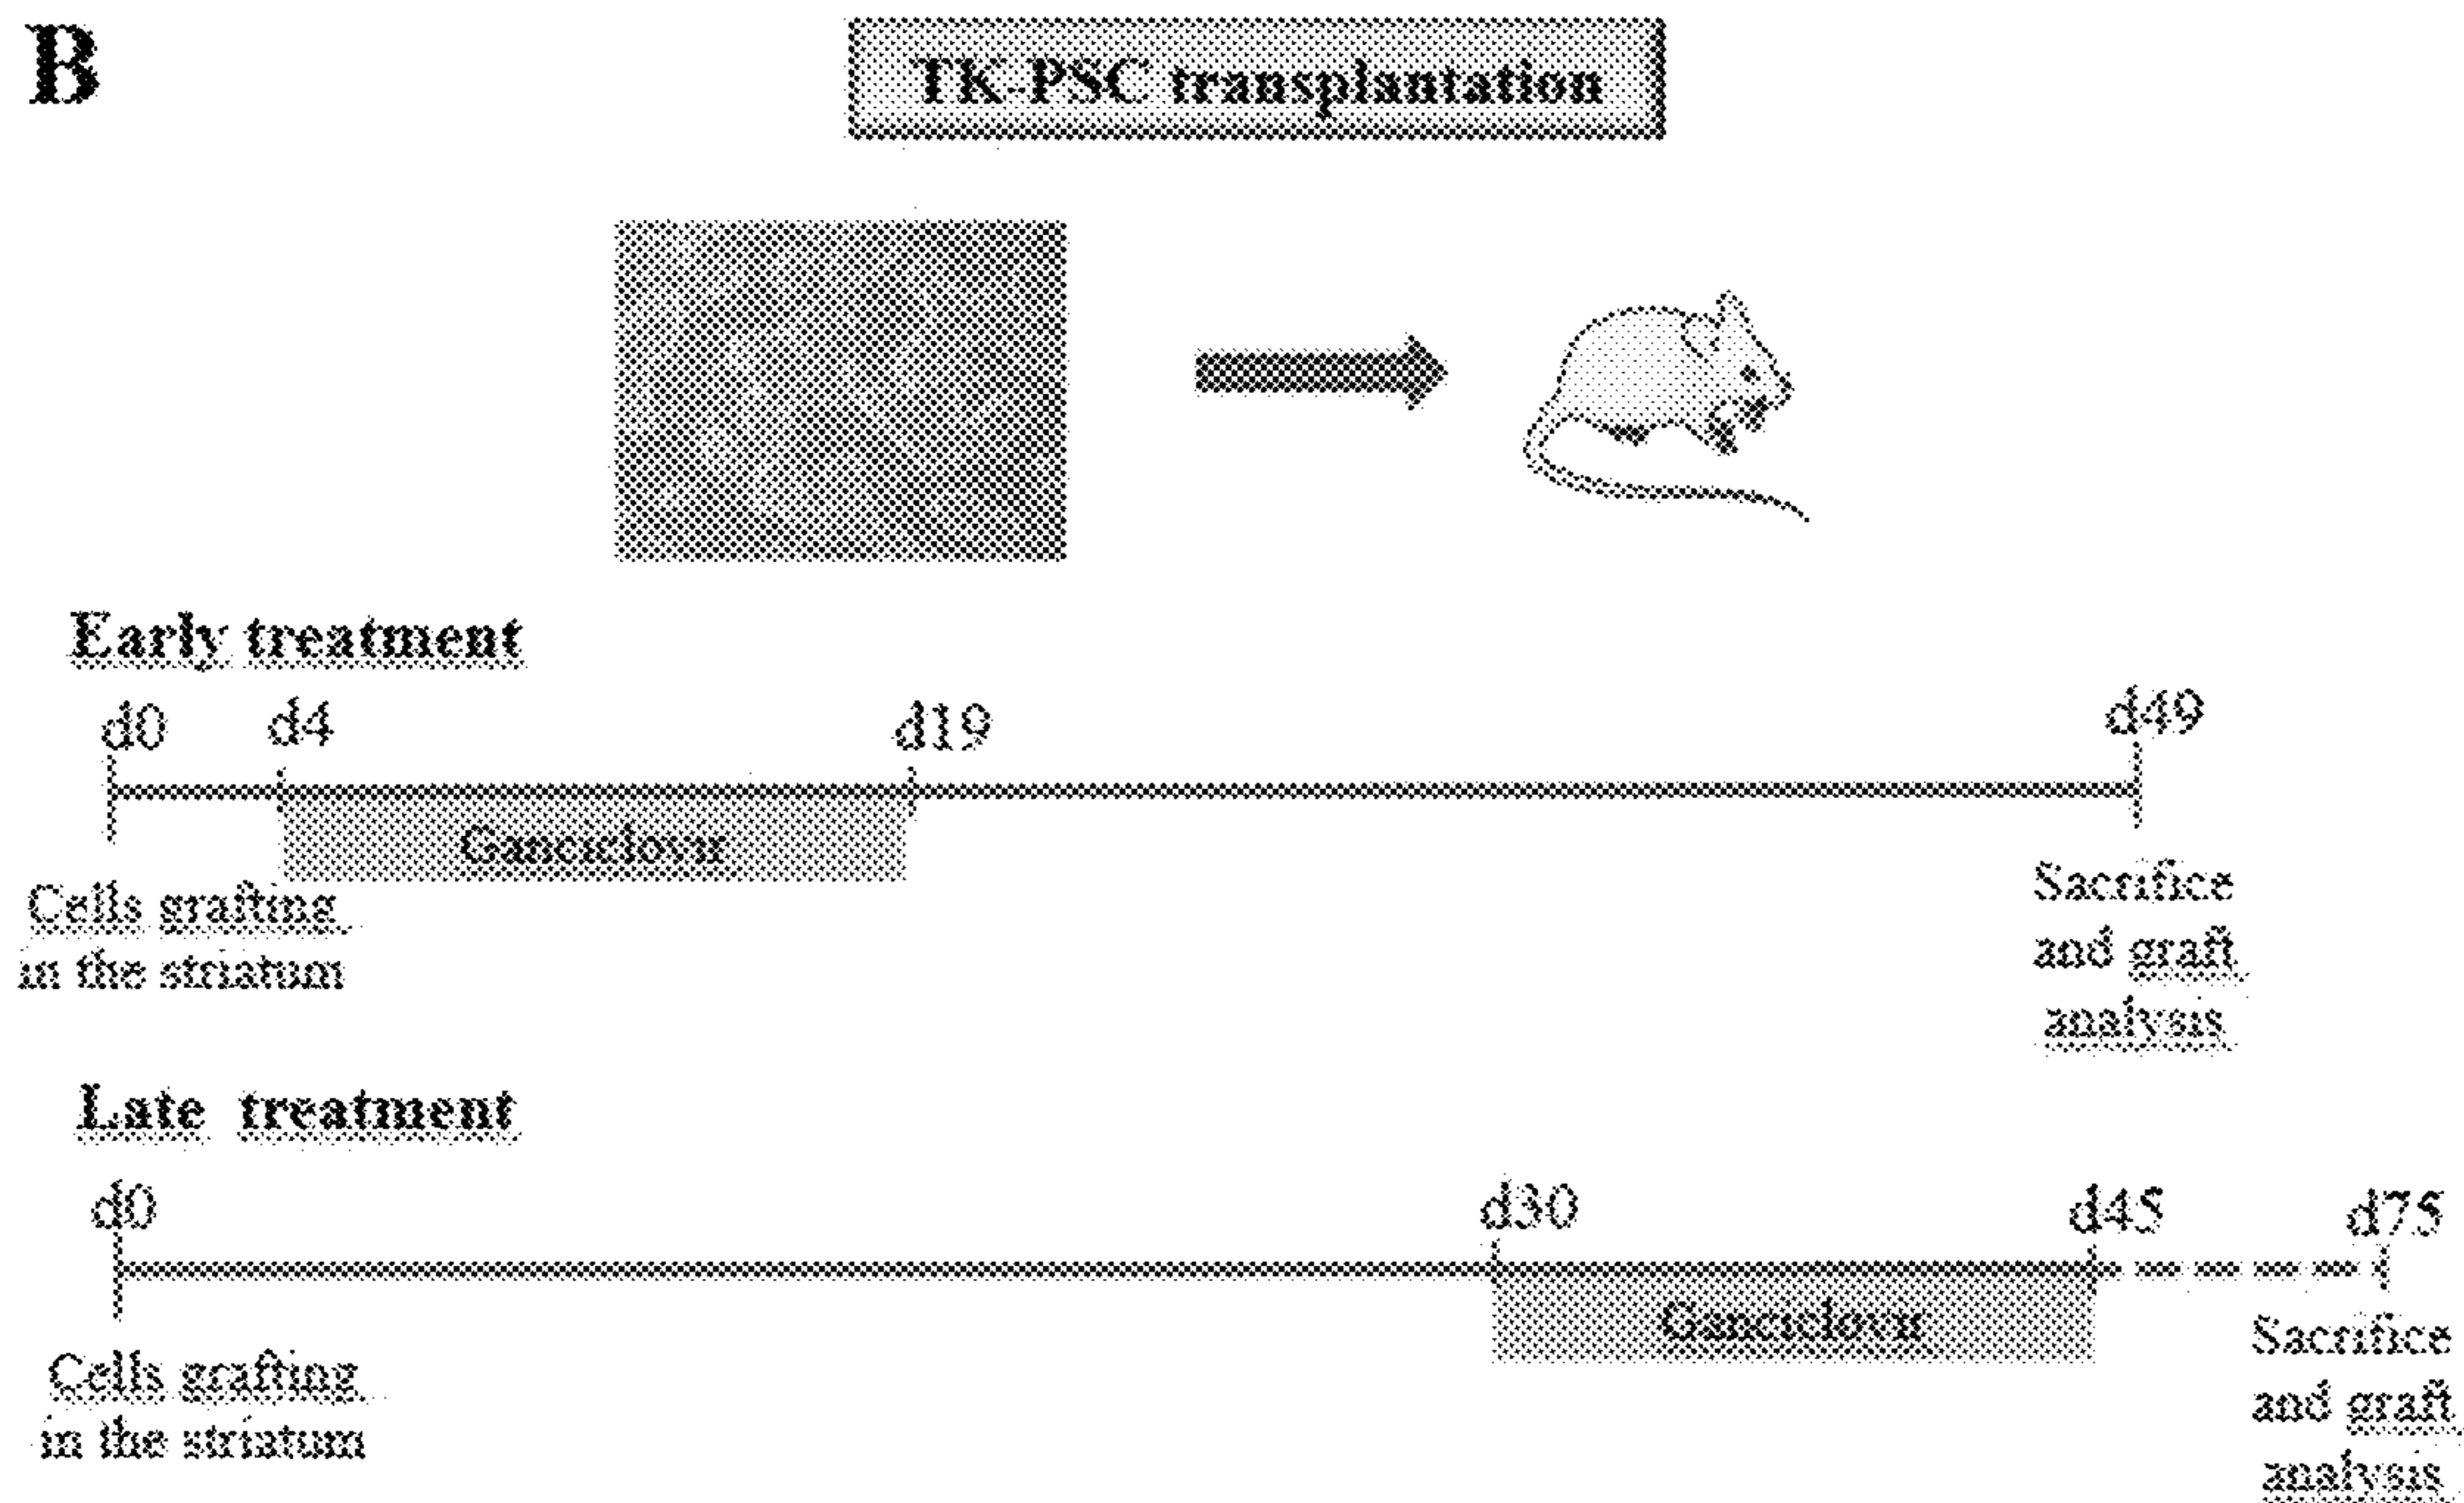 B
TK-PSC transplantation
Early treatment
d0 d4 d19 d49
Ganciclovir
Cells grafting
in the striatum
Sacrifice
and graft
analysis
Late treatment
d0 d30 d45 d75
Ganciclovir
Cells grafting
in the striatum
Sacrifice
and graft
analysis